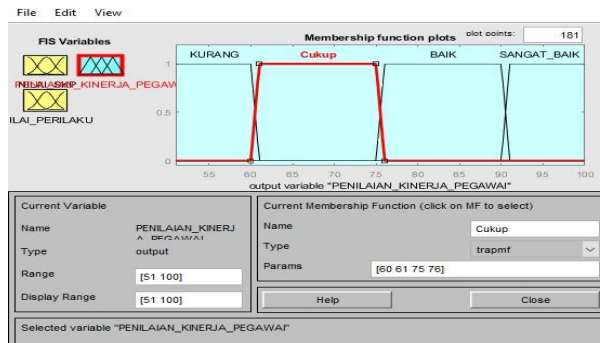 File Edit View
FIS Variables
Membership function plots
plot points:
181
KURANG
Cukup
BAIK
SANGAT_BAIK
1
0.5
0
PENILAIAN_KINERJA_PEGAWAI
NILAI_PERILAKU
55 60 65 70 75 80 85 90 95 100
output variable "PENILAIAN_KINERJA_PEGAWAI"
Current Variable
Name PENILAIAN_KINERJ
A_PEGAWAI
Type output
Range [51 100]
Display Range [51 100]
Current Membership Function (click on MF to select)
Name Cukup
Type trapmf
Params [60 61 75 76]
Help Close
Selected variable "PENILAIAN_KINERJA_PEGAWAI"